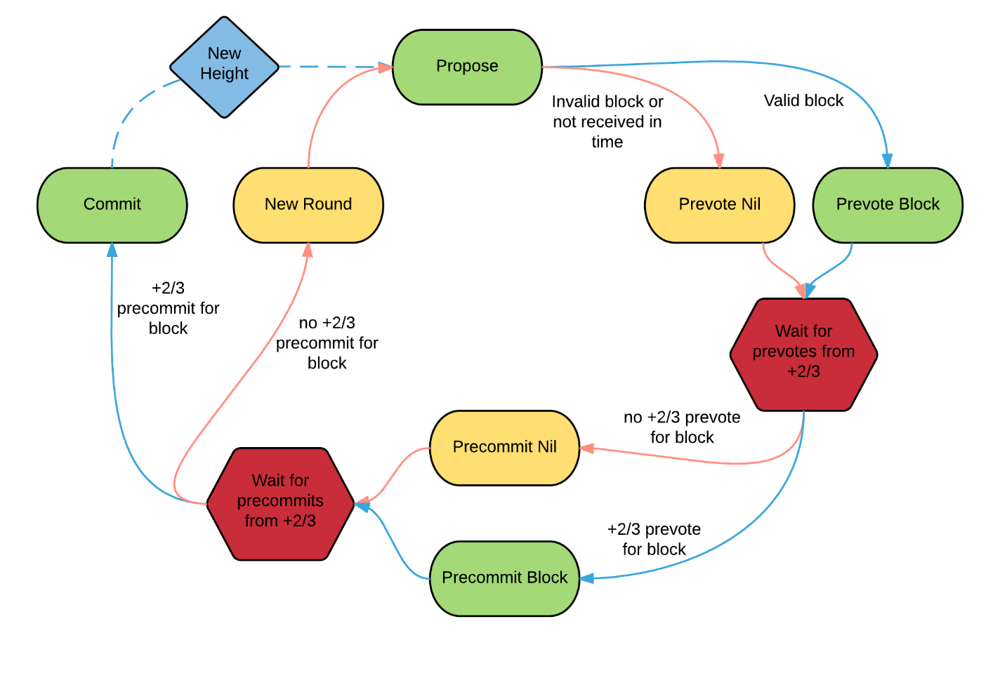 New
Height
Propose
Invalid block or
not received in
time
Valid block
Commit
New Round
Prevote Nil
Prevote Block
+2/3
precommit for
block
no +2/3
precommit for
block
Wait for
prevotes from
+2/3
no +2/3 prevote
for block
Precommit Nil
Wait for
precommits
from +2/3
+2/3 prevote
for block
Precommit Block